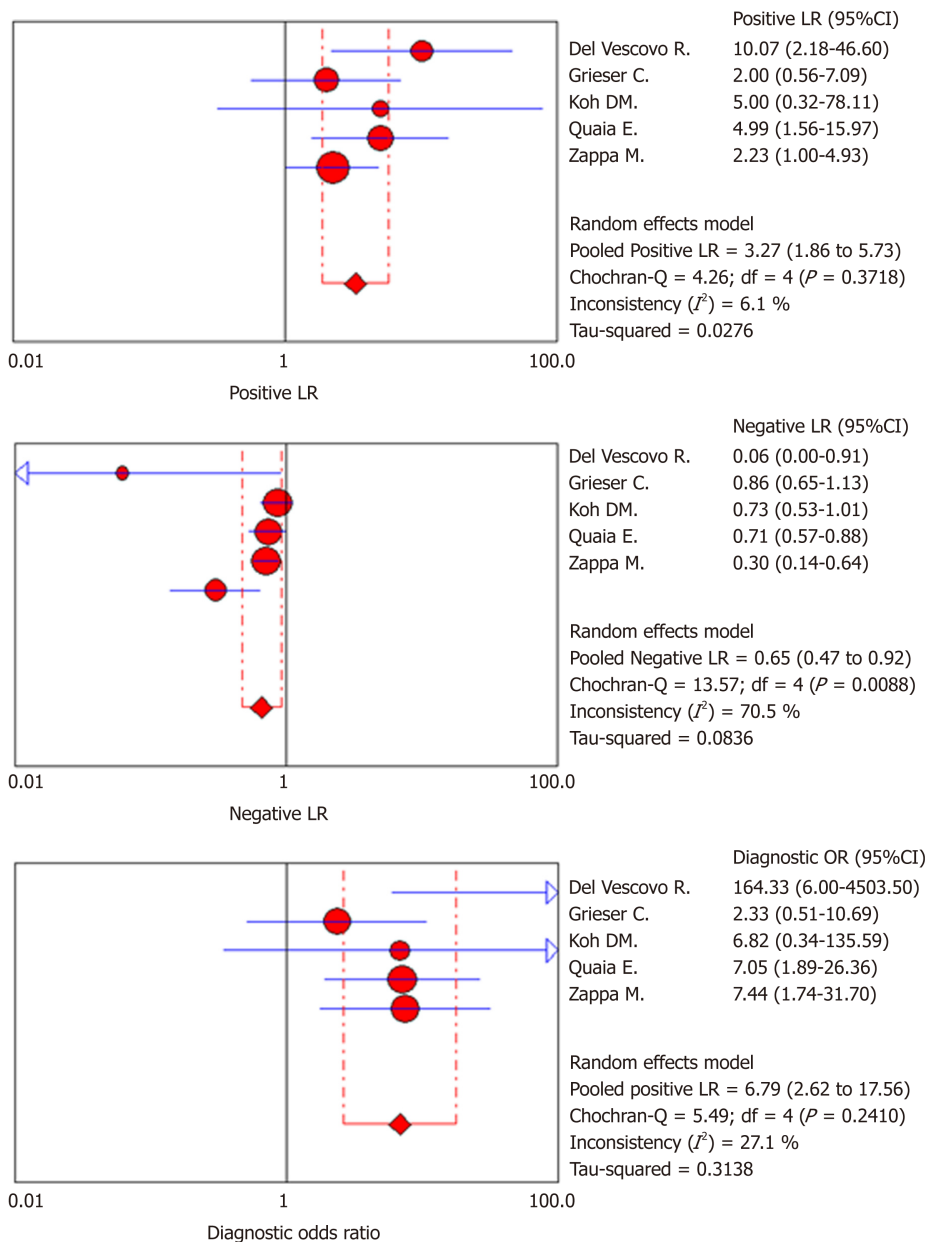 Positive LR (95%CI)
Del Vescovo R. 10.07 (2.18-46.60)
Grieser C. 2.00 (0.56-7.09)
Koh DM. 5.00 (0.32-78.11)
Quaia E. 4.99 (1.56-15.97)
Zappa M. 2.23 (1.00-4.93)
Random effects model
Pooled Positive LR = 3.27 (1.86 to 5.73)
Chochran-Q = 4.26; df = 4 (P = 0.3718)
Inconsistency (I²) = 6.1 %
Tau-squared = 0.0276
0.01 1 100.0
Positive LR
Negative LR (95%CI)
Del Vescovo R. 0.06 (0.00-0.91)
Grieser C. 0.86 (0.65-1.13)
Koh DM. 0.73 (0.53-1.01)
Quaia E. 0.71 (0.57-0.88)
Zappa M. 0.30 (0.14-0.64)
Random effects model
Pooled Negative LR = 0.65 (0.47 to 0.92)
Chochran-Q = 13.57; df = 4 (P = 0.0088)
Inconsistency (I²) = 70.5 %
Tau-squared = 0.0836
0.01 1 100.0
Negative LR
Diagnostic OR (95%CI)
Del Vescovo R. 164.33 (6.00-4503.50)
Grieser C. 2.33 (0.51-10.69)
Koh DM. 6.82 (0.34-135.59)
Quaia E. 7.05 (1.89-26.36)
Zappa M. 7.44 (1.74-31.70)
Random effects model
Pooled positive LR = 6.79 (2.62 to 17.56)
Chochran-Q = 5.49; df = 4 (P = 0.2410)
Inconsistency (I²) = 27.1 %
Tau-squared = 0.3138
0.01 1 100.0
Diagnostic odds ratio